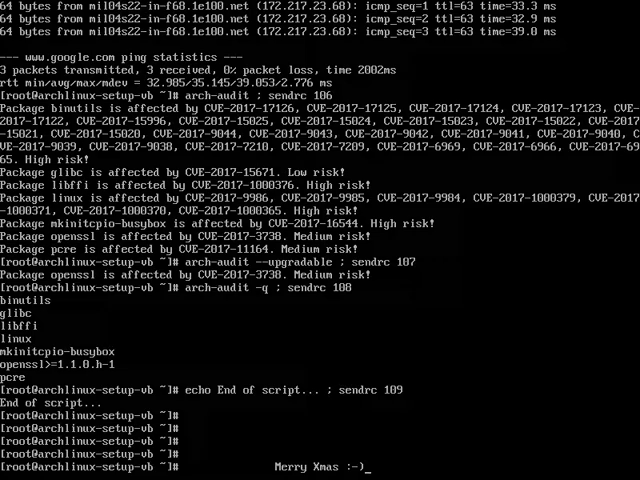 64 bytes from mil04s22-in-f68.1e100.net (172.217.23.68): icmp_seq=1 ttl=63 time=33.3 ms
64 bytes from mil04s22-in-f68.1e100.net (172.217.23.68): icmp_seq=2 ttl=63 time=32.9 ms
64 bytes from mil04s22-in-f68.1e100.net (172.217.23.68): icmp_seq=3 ttl=63 time=39.0 ms
--- www.google.com ping statistics ---
3 packets transmitted, 3 received, 0% packet loss, time 2002ms
rtt min/avg/max/mdev = 32.985/35.145/39.053/2.776 ms
[root@archlinux-setup-vb ~]# arch-audit ; sendrc 106
Package binutils is affected by CVE-2017-17126, CVE-2017-17125, CVE-2017-17124, CVE-2017-17123, CVE-
2017-17122, CVE-2017-15996, CVE-2017-15025, CVE-2017-15024, CVE-2017-15023, CVE-2017-15022, CVE-2017
-15021, CVE-2017-15020, CVE-2017-9044, CVE-2017-9043, CVE-2017-9042, CVE-2017-9041, CVE-2017-9040, C
VE-2017-9039, CVE-2017-9038, CVE-2017-7210, CVE-2017-7209, CVE-2017-6969, CVE-2017-6966, CVE-2017-69
65. High risk!
Package glibc is affected by CVE-2017-15671. Low risk!
Package libffi is affected by CVE-2017-1000376. High risk!
Package linux is affected by CVE-2017-9986, CVE-2017-9985, CVE-2017-9984, CVE-2017-1000379, CVE-2017
-1000371, CVE-2017-1000370, CVE-2017-1000365. High risk!
Package mkinitcpio-busybox is affected by CVE-2017-16544. High risk!
Package openssl is affected by CVE-2017-3738. Medium risk!
Package pcre is affected by CVE-2017-11164. Medium risk!
[root@archlinux-setup-vb ~]# arch-audit --upgradable ; sendrc 107
Package openssl is affected by CVE-2017-3738. Medium risk!
[root@archlinux-setup-vb ~]# arch-audit -q ; sendrc 108
binutils
glibc
libffi
linux
mkinitcpio-busybox
openssl>=1.1.0.h-1
pcre
[root@archlinux-setup-vb ~]# echo End of script... ; sendrc 109
End of script...
[root@archlinux-setup-vb ~]#
[root@archlinux-setup-vb ~]#
[root@archlinux-setup-vb ~]#
[root@archlinux-setup-vb ~]#
[root@archlinux-setup-vb ~]# Merry Xmas :-)_